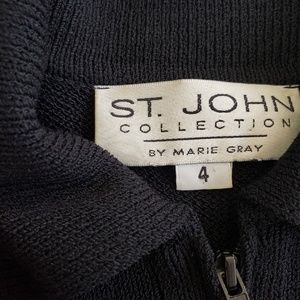 ST. JOHN
COLLECTION
BY MARIE GRAY
4